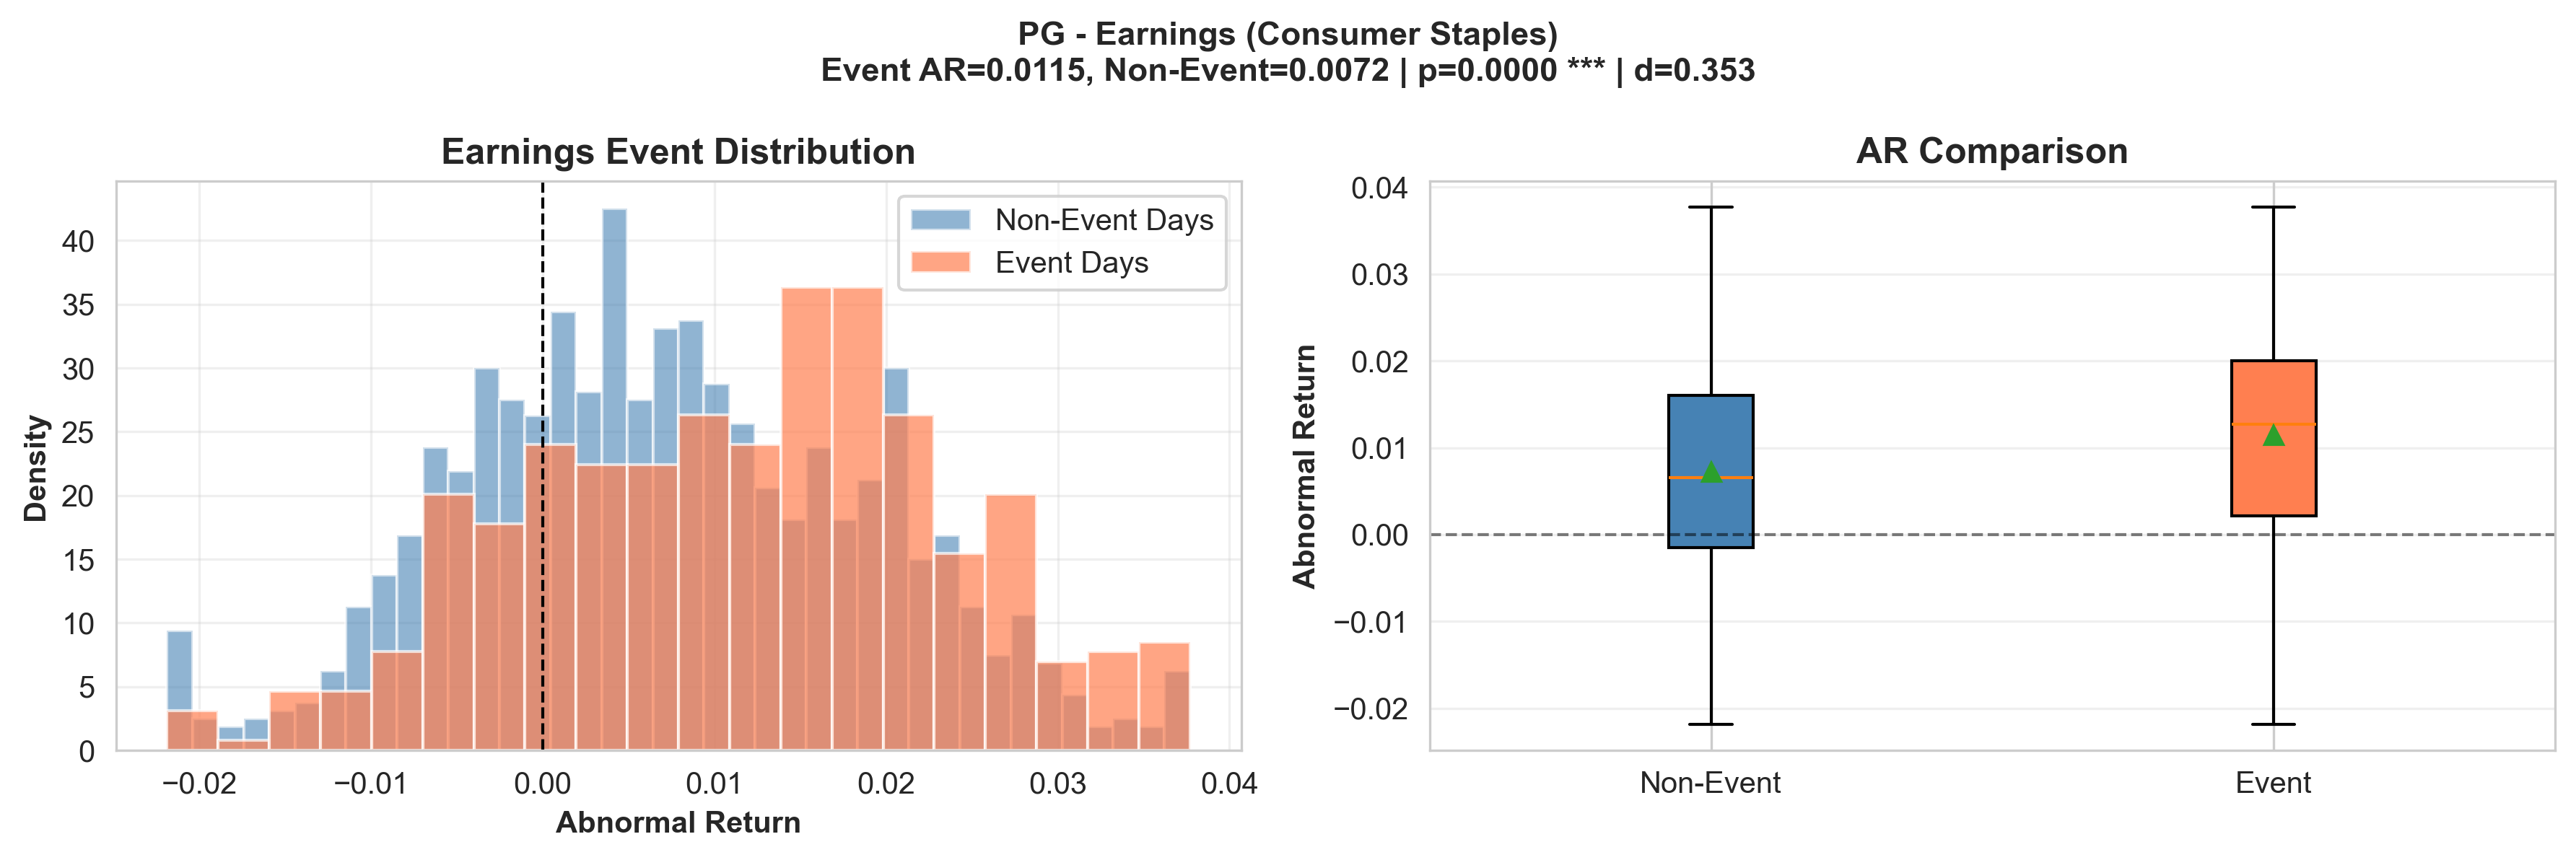 PG - Earnings (Consumer Staples)
Event AR=0.0115, Non-Event=0.0072 | p=0.0000 *** | d=0.353
Earnings Event Distribution
Density
40
35
30
25
20
15
10
5
0
Non-Event Days
Event Days
−0.02
−0.01
0.00
0.01
0.02
0.03
0.04
Abnormal Return
AR Comparison
Abnormal Return
0.04
0.03
0.02
0.01
0.00
−0.01
−0.02
Non-Event
Event